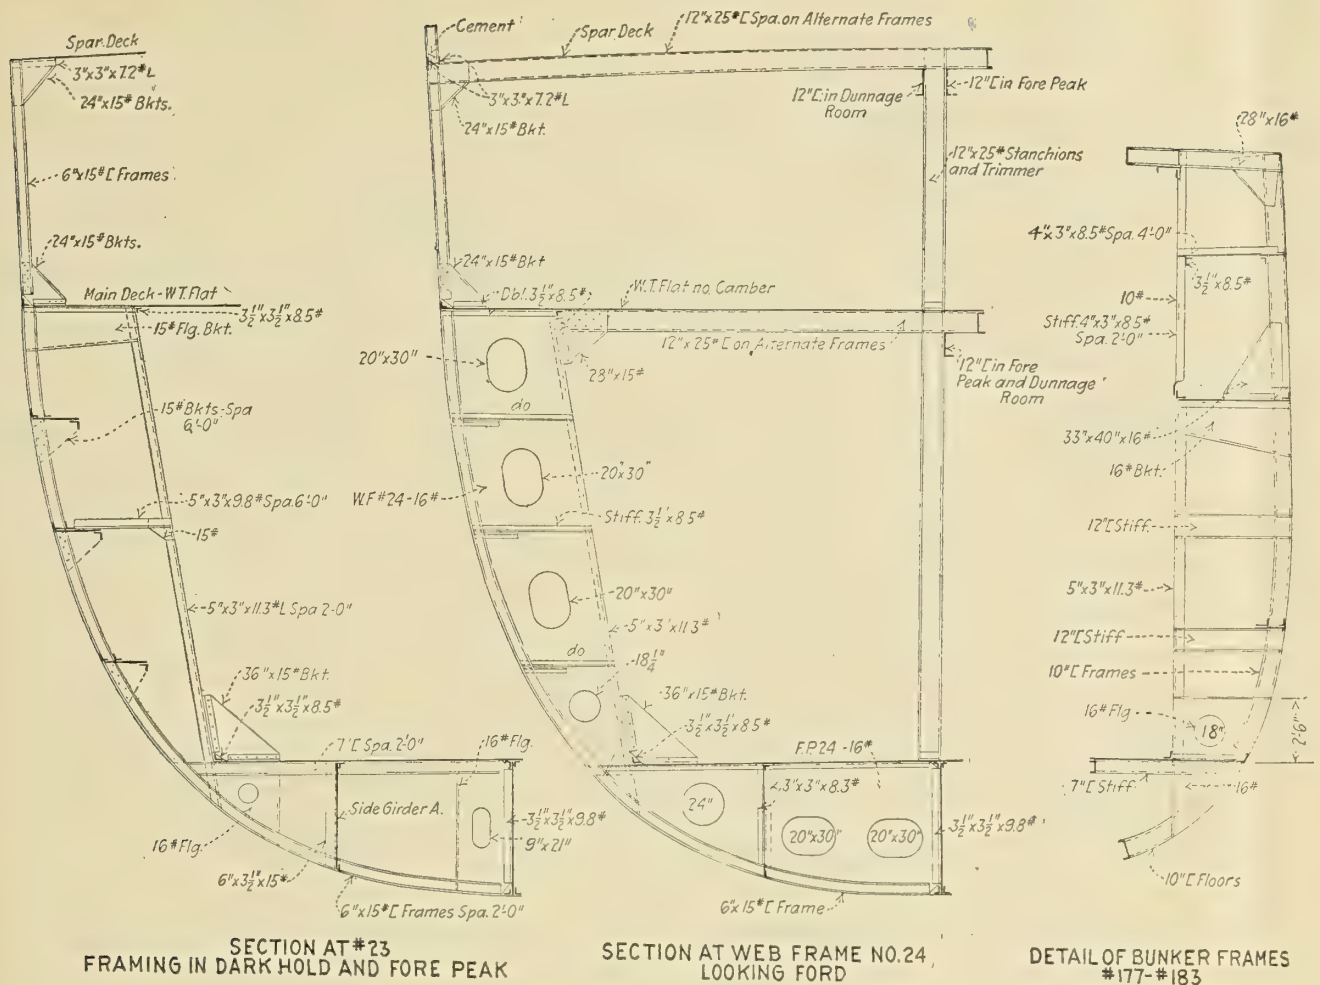 Spar Deck
3"x3"x7.2#L
24"x15# Bkts.
6"x15#[ Frames
24"x15# Bkts.
Main Deck-W.T. Flat
3½"x3½"x8.5#
15# Flg. Bkt.
15# Bkts-Spa
6'-0"
5"x3"x9.8# Spa. 6'-0"
15#
5"x3"x11.3# L Spa 2'-0"
36"x15# Bkt
3½"x3½"x8.5#
7"[ Spa. 2'-0"
16# Flg.
Side Girder A.
3½"x3½"x9.8#
9"x21"
16# Flg.
6"x3½"x15#
6"x15#[ Frames Spa. 2'-0"
SECTION AT #23
FRAMING IN DARK HOLD AND FORE PEAK
Cement
Spar Deck
12"x25#[ Spa. on Alternate Frames
3"x3"x7.2#L
24"x15# Bkt.
12"[ in Dunnage
Room
12"[ in Fore Peak
12"x25# Stanchions
and Trimmer
24"x15# Bkt
Dbl. 3½"x8.5#
W.T. Flat no Camber
20"x30"
28"x15#
12"x25#[ on Alternate Frames
12"[ in Fore
Peak and Dunnage
Room
do
W.F #24-16#
20"x30"
Stiff. 3½"x8.5#
20"x30"
5"x3"x11.3#
do
18¼"
36"x15# Bkt.
3½"x3½"x8.5#
F.P. 24-16#
24"
3"x3"x8.3#
20"x30"
20"x30"
3½"x3½"x9.8#
6"x15#[ Frame
SECTION AT WEB FRAME NO. 24,
LOOKING FORD
28"x16#
4"x3"x8.5# Spa. 4'-0"
3½"x8.5#
10#
Stiff. 4"x3"x8.5#
Spa. 2'-0"
33"x40"x16#
16# Bkt.
12"[ Stiff.
5"x3"x11.3#
12"[ Stiff
10"[ Frames
16# Flg
18"
2'-9"
7"[ Stiff
16#
10"[ Floors
DETAIL OF BUNKER FRAMES
#177-#183